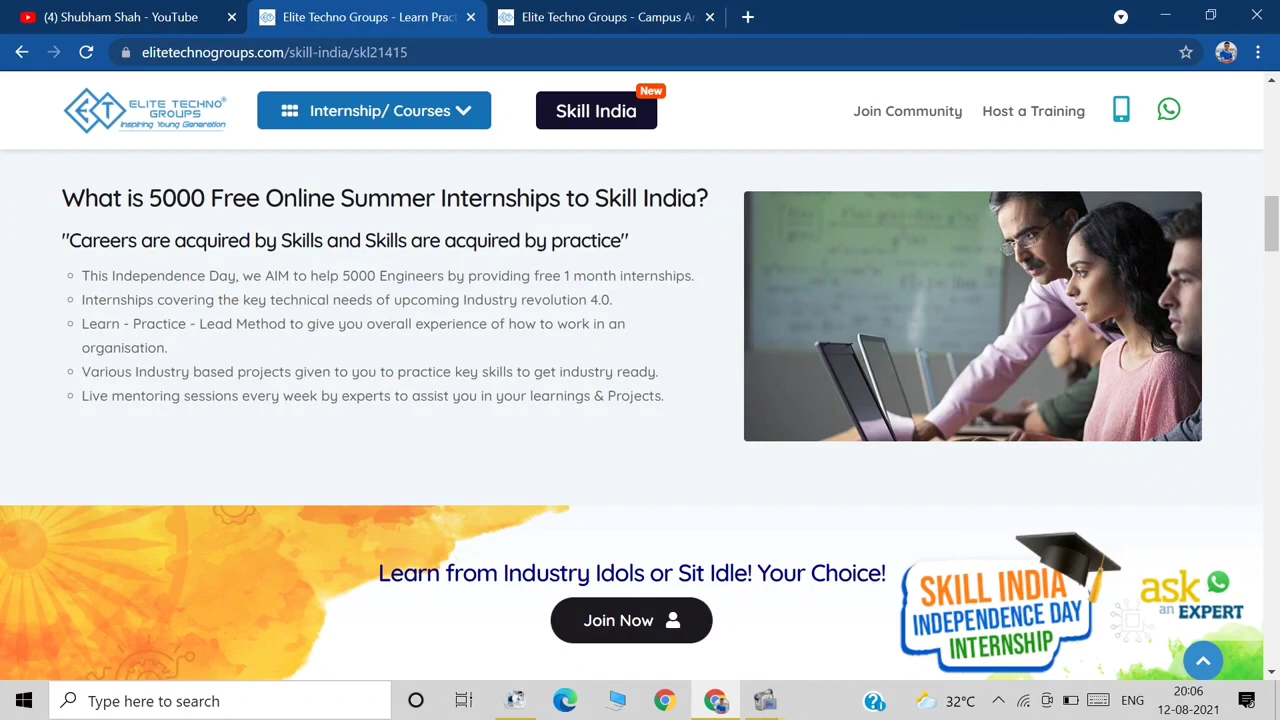 (4) Shubham Shah - YouTube
Elite Techno Groups - Learn Pract
Elite Techno Groups - Campus A
elitetechnogroups.com/skill-india/skl21415
ELITE TECHNO®
GROUPS
Inspiring Young Generation
Internship/ Courses
Skill India
New
Join Community
Host a Training
What is 5000 Free Online Summer Internships to Skill India?
"Careers are acquired by Skills and Skills are acquired by practice"
This Independence Day, we AIM to help 5000 Engineers by providing free 1 month internships.
Internships covering the key technical needs of upcoming Industry revolution 4.0.
Learn - Practice - Lead Method to give you overall experience of how to work in an
organisation.
Various Industry based projects given to you to practice key skills to get industry ready.
Live mentoring sessions every week by experts to assist you in your learnings & Projects.
Learn from Industry Idols or Sit Idle! Your Choice!
Join Now
SKILL INDIA
INDEPENDENCE DAY
INTERNSHIP
ask
an EXPERT
Type here to search
32°C
ENG
20:06
12-08-2021